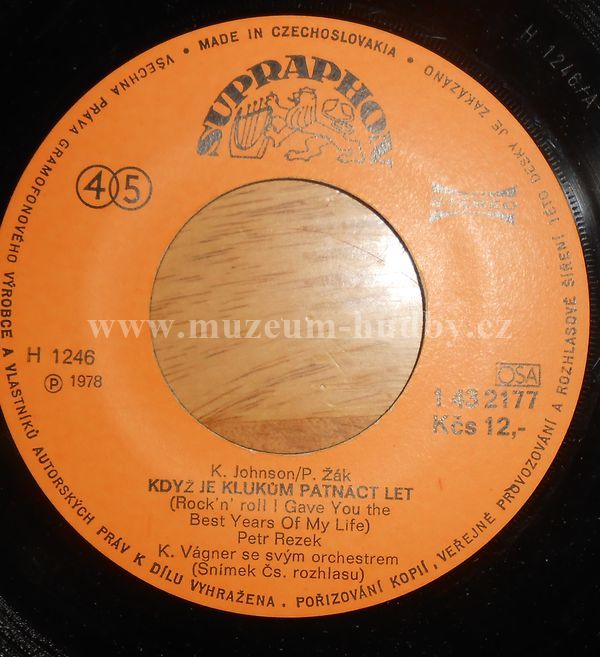 VŠECHNA PRÁVA GRAMOFONOVÉHO VÝROBCE A VLASTNÍKŮ AUTORSKÝCH PRÁV K DÍLU VYHRAŽENA • POŘIZOVÁNÍ KOPIÍ, VEŘEJNÉ PROVOZOVÁNÍ A ROZHLASOVÉ ŠÍŘENÍ TÉTO DESKY JE ZAKÁZÁNO
• MADE IN CZECHOSLOVAKIA •
H 1246/A
SUPRAPHON
45
STEREO
www.muzeum-hudby.cz
H 1246
Ⓟ 1978
OSA
1 43 2177
Kčs 12,-
K. Johnson/P. Žák
KDYŽ JE KLUKŮM PATNÁCT LET
(Rock'n' roll I Gave You the
Best Years Of My Life)
Petr Rezek
K. Vágner se svým orchestrem
(Snímek Čs. rozhlasu)